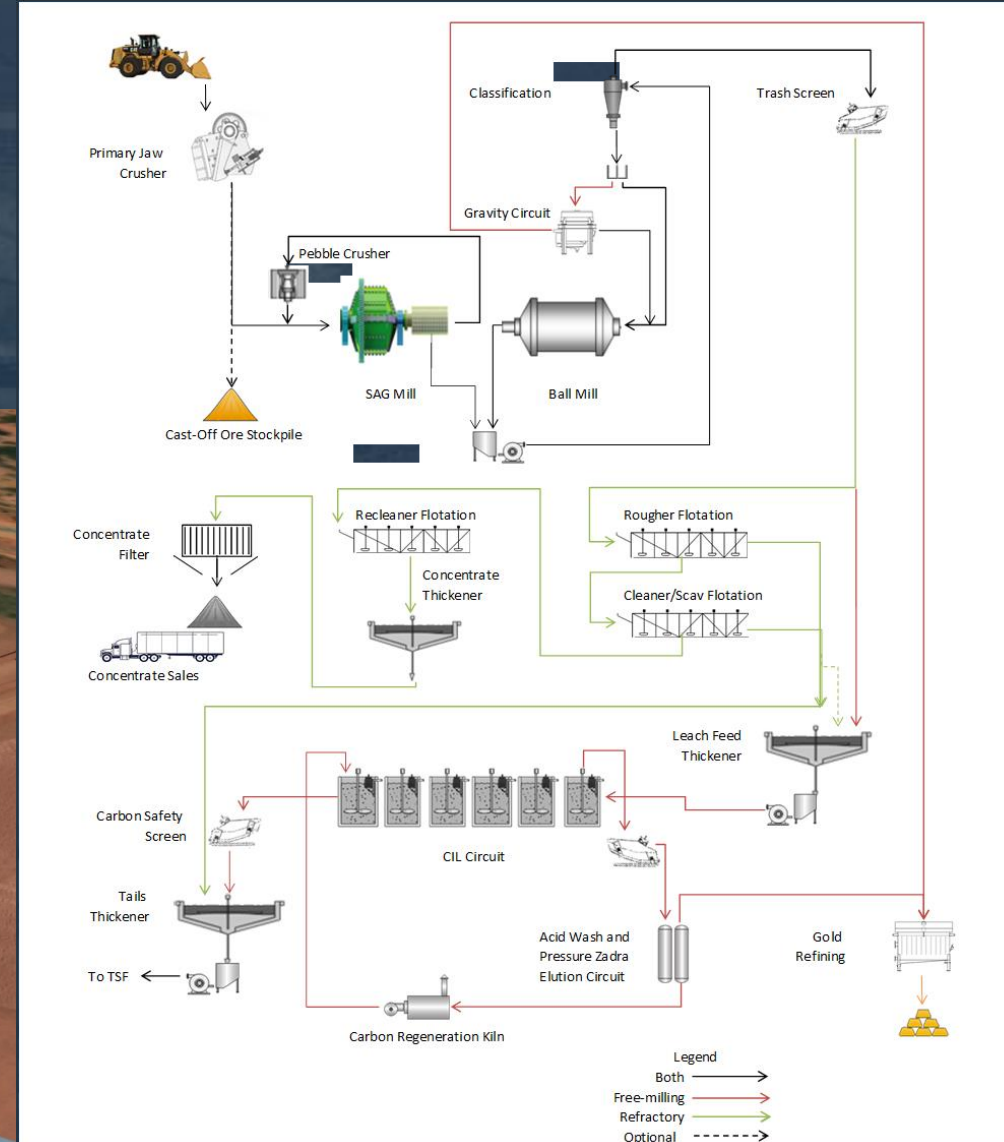 Classification
Trash Screen
Primary Jaw
Crusher
Gravity Circuit
Pebble Crusher
SAG Mill
Ball Mill
Cast-Off Ore Stockpile
Recleaner Flotation
Rougher Flotation
Concentrate
Filter
Concentrate
Thickener
Cleaner/Scav Flotation
Concentrate Sales
Leach Feed
Thickener
Carbon Safety
Screen
CIL Circuit
Tails
Thickener
Acid Wash and
Pressure Zadra
Elution Circuit
Gold
Refining
To TSF
Carbon Regeneration Kiln
Legend
Both
Free-milling
Refractory
Optional